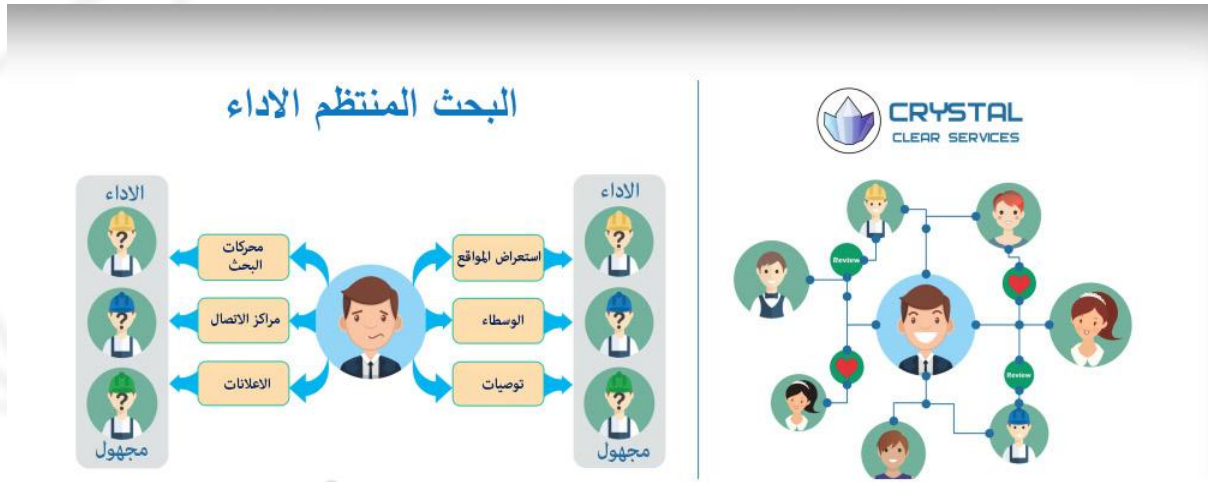 البحث المنتظم الاداء
CRYSTAL
CLEAR SERVICES
الاداء
?
?
?
مجهول
استعراض المواقع
الوسطاء
توصيات
محركات
البحث
مراكز الاتصال
الاعلانات
الاداء
?
?
?
مجهول
Review
Review